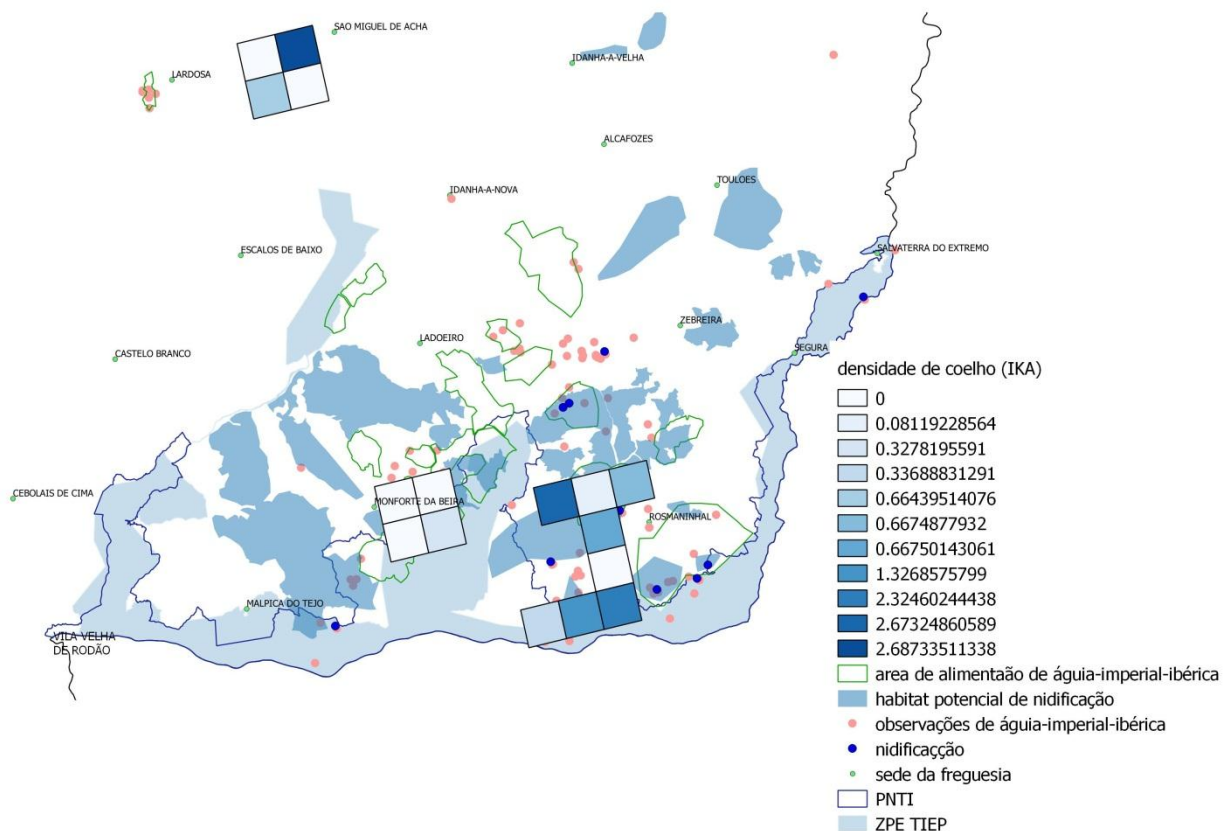 SAO MIGUEL DE ACHA
IDANHA-A-VELHA
LARDOSA
ALCAFOZES
TOULOES
IDANHA-A-NOVA
ESCALOS DE BAIXO
SALVATERRA DO EXTREMO
ZEBREIRA
LADOEIRO
SEGURA
CASTELO BRANCO
CEBOLAIS DE CIMA
MONFORTE DA BEIRA
ROSMANINHAL
MALPICA DO TEJO
VILA VELHA
DE RODÃO
densidade de coelho (IKA)
0
0.08119228564
0.3278195591
0.33688831291
0.66439514076
0.6674877932
0.66750143061
1.3268575799
2.32460244438
2.67324860589
2.68733511338
area de alimentaão de águia-imperial-ibérica
habitat potencial de nidificação
observações de águia-imperial-ibérica
nidificacção
sede da freguesia
PNTI
ZPE TIEP